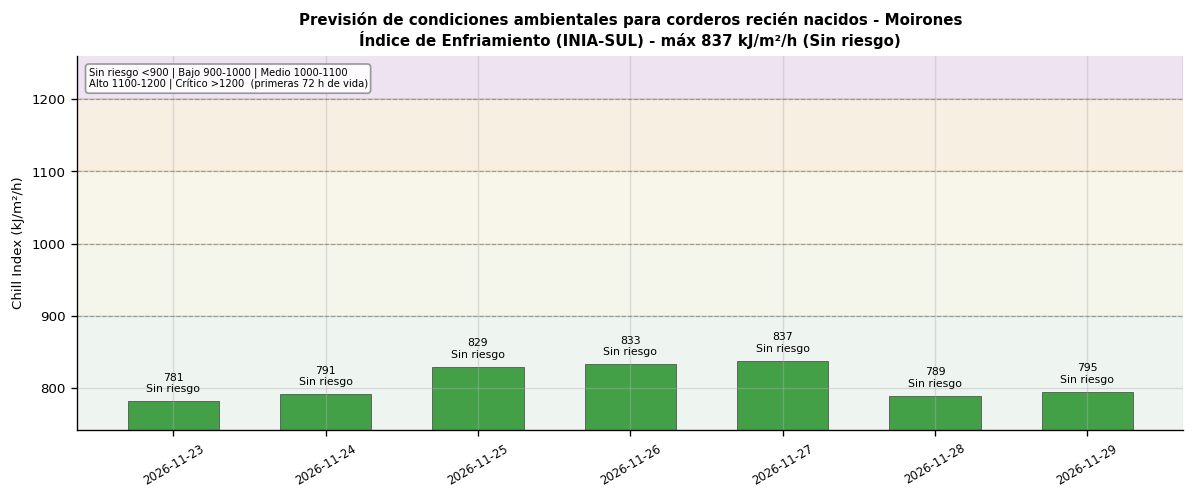 Previsión de condiciones ambientales para corderos recién nacidos - Moirones
Índice de Enfriamiento (INIA-SUL) - máx 837 kJ/m²/h (Sin riesgo)
Sin riesgo <900 | Bajo 900-1000 | Medio 1000-1100
Alto 1100-1200 | Crítico >1200  (primeras 72 h de vida)
Chill Index (kJ/m²/h)
1200
1100
1000
900
800
781
Sin riesgo
791
Sin riesgo
829
Sin riesgo
833
Sin riesgo
837
Sin riesgo
789
Sin riesgo
795
Sin riesgo
2026-11-23
2026-11-24
2026-11-25
2026-11-26
2026-11-27
2026-11-28
2026-11-29